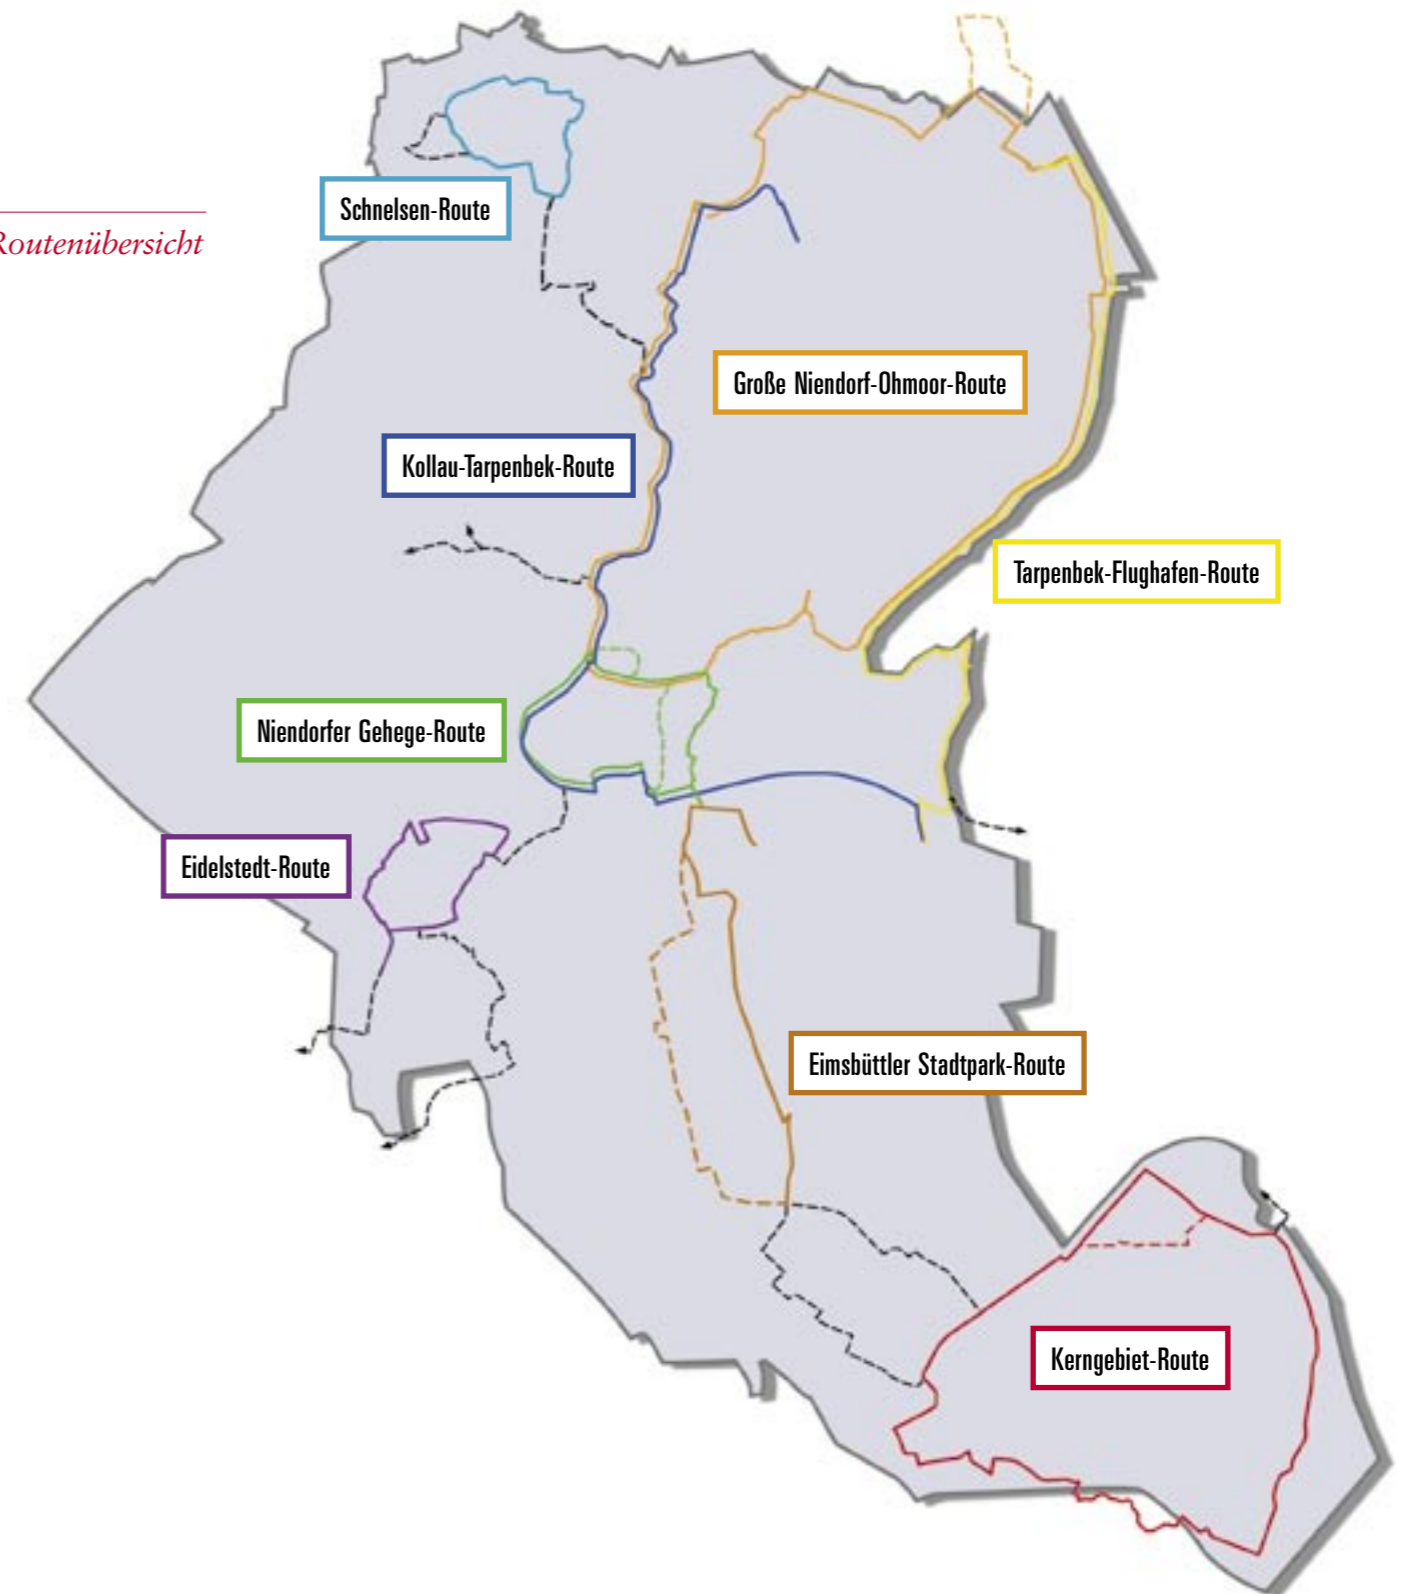 Schnelsen-Route
Routenübersicht
Große Niendorf-Ohmoor-Route
Kollau-Tarpenbek-Route
Tarpenbek-Flughafen-Route
Niendorfer Gehege-Route
Eidelstedt-Route
Eimsbüttler Stadtpark-Route
Kerngebiet-Route